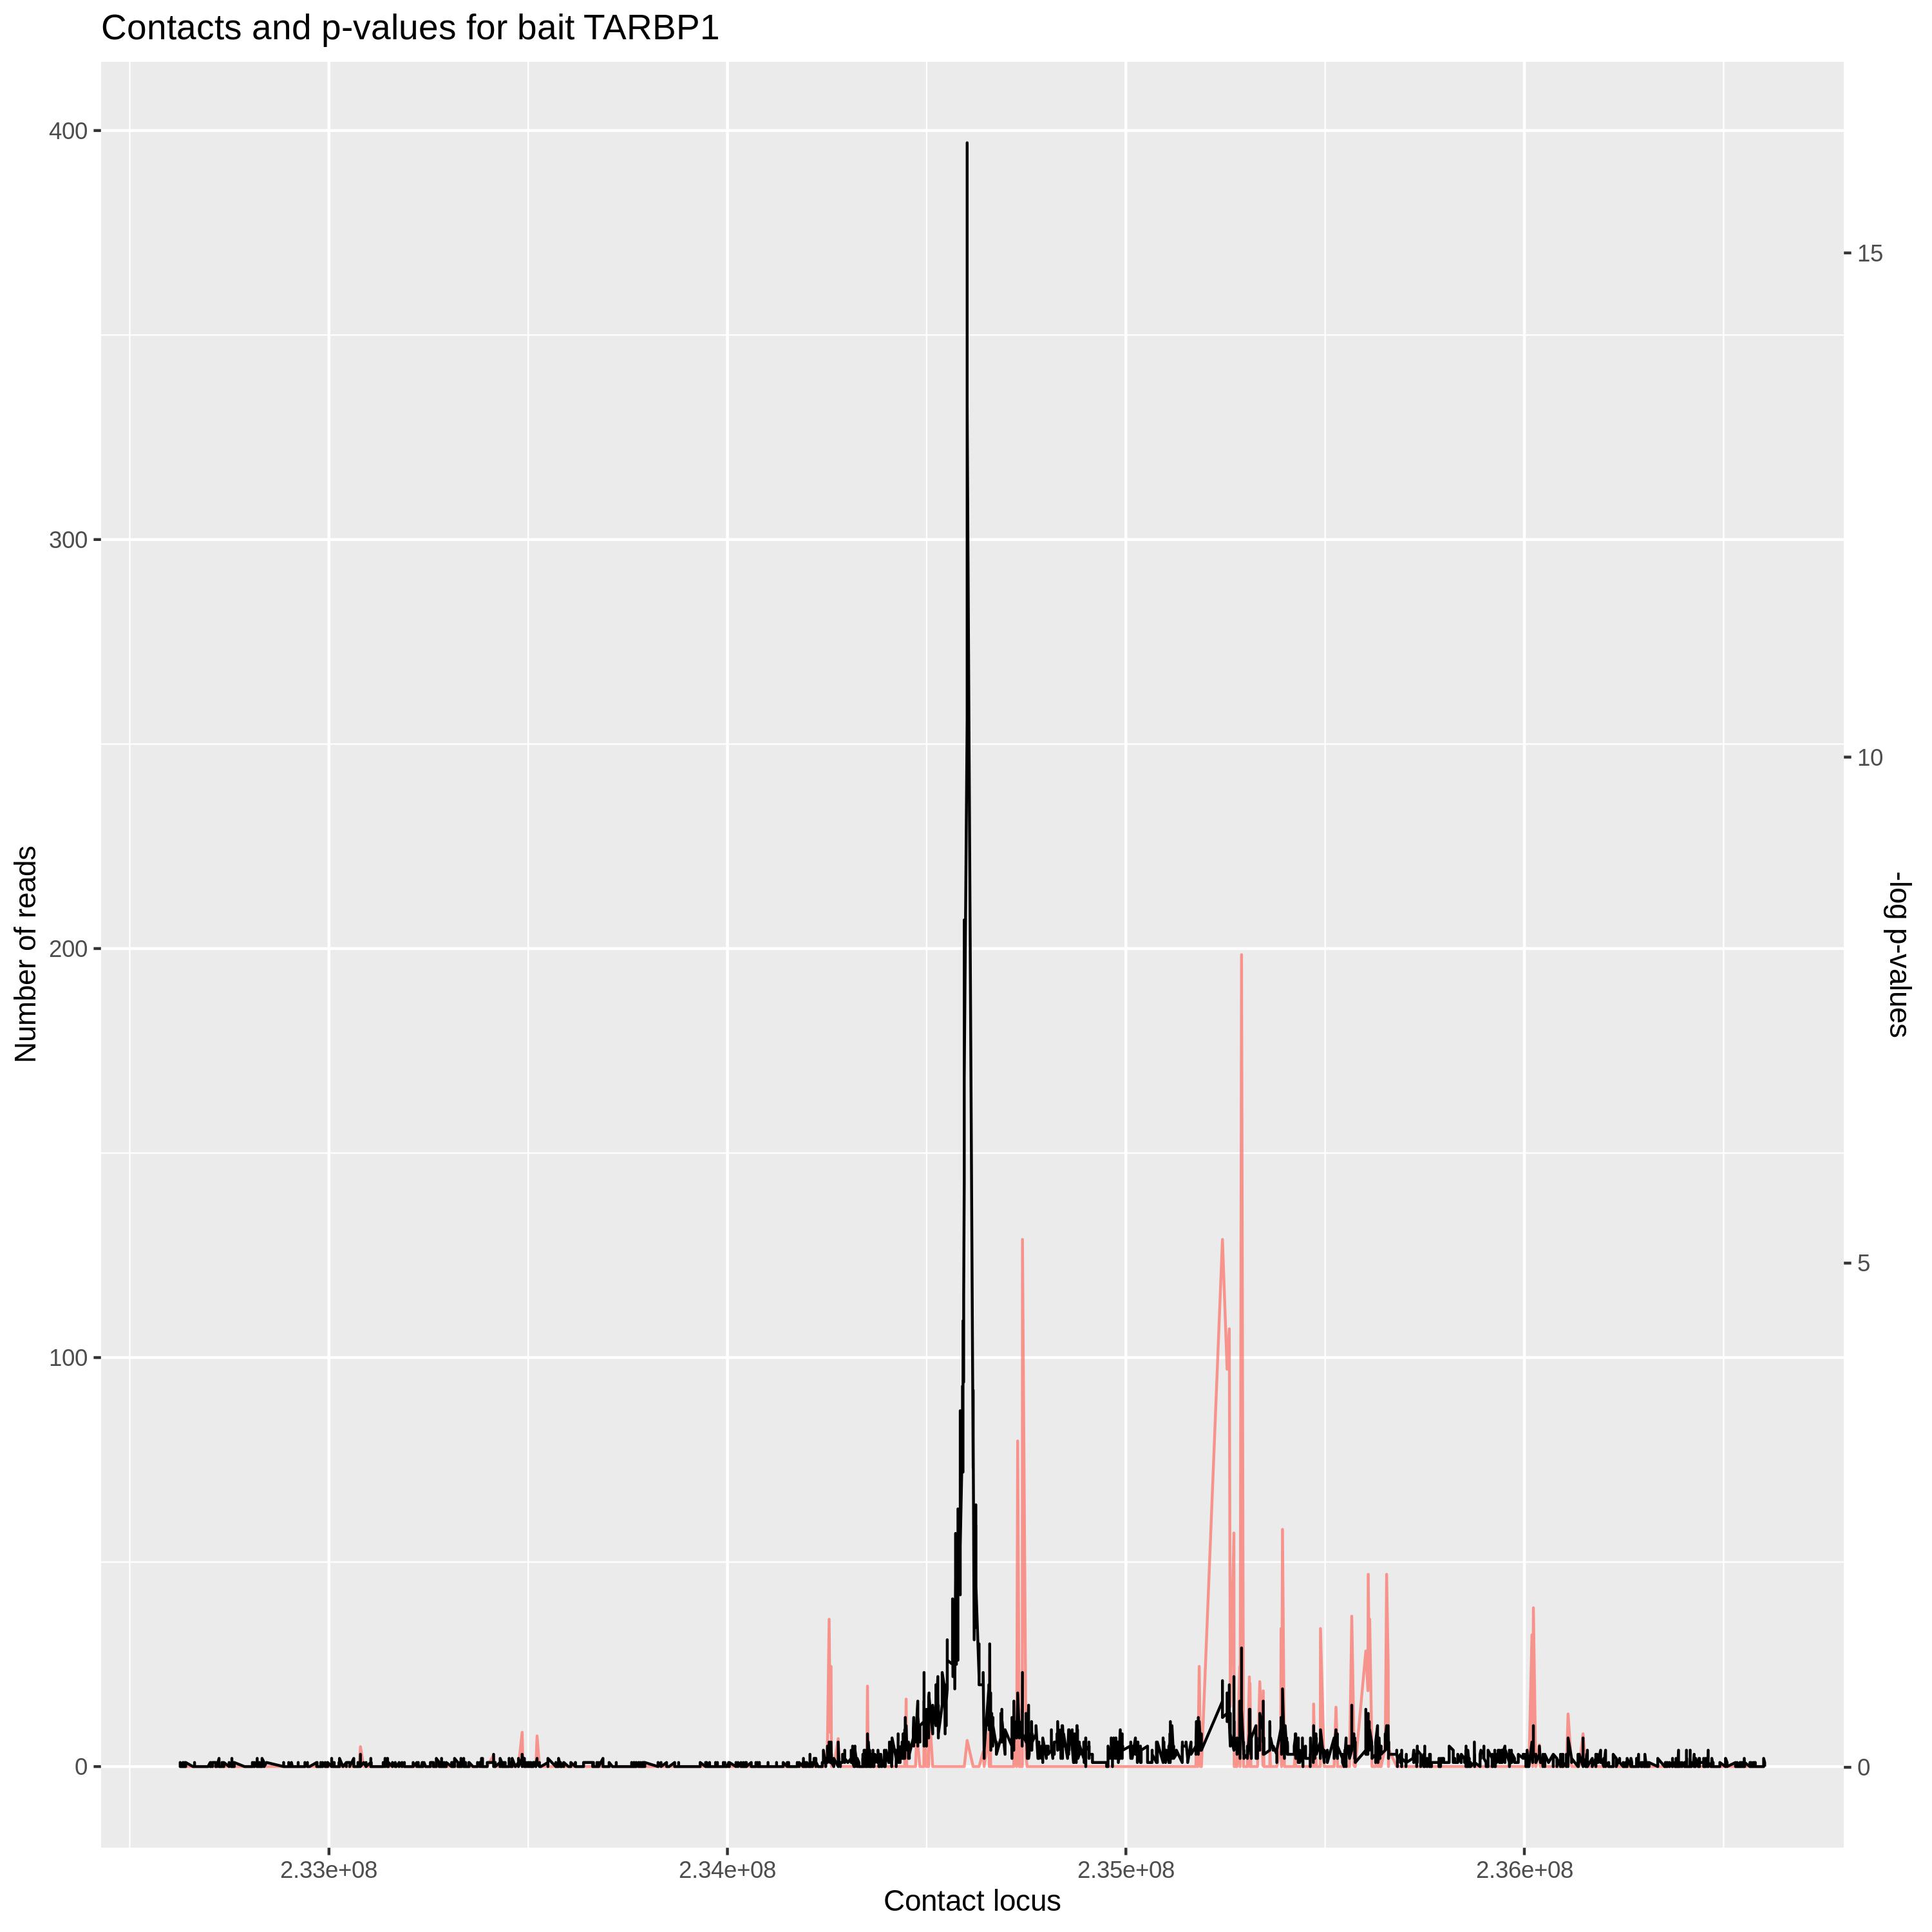 Contacts and p-values for bait TARBP1
400
300
200
100
0
Number of reads
15
10
5
0
-log p-values
2.33e+08
2.34e+08
2.35e+08
2.36e+08
Contact locus